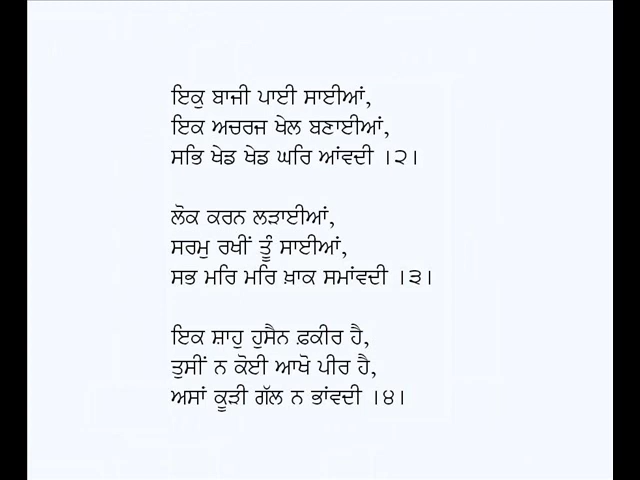 ਇਕੁ ਬਾਜੀ ਪਾਈ ਸਾਈਆਂ,
ਇਕ ਅਚਰਜ ਖੇਲ ਬਣਾਈਆਂ,
ਸਭਿ ਖੇਡ ਖੇਡ ਘਰਿ ਆਂਵਦੀ ।੨।
ਲੋਕ ਕਰਨ ਲੜਾਈਆਂ,
ਸਰਮੁ ਰਖੀਂ ਤੂੰ ਸਾਈਆਂ,
ਸਭ ਮਰਿ ਮਰਿ ਖ਼ਾਕ ਸਮਾਂਵਦੀ ।੩।
ਇਕ ਸ਼ਾਹੁ ਹੁਸੈਨ ਫ਼ਕੀਰ ਹੈ,
ਤੁਸੀਂ ਨ ਕੋਈ ਆਖੋ ਪੀਰ ਹੈ,
ਅਸਾਂ ਕੂੜੀ ਗੱਲ ਨ ਭਾਂਵਦੀ ।੪।